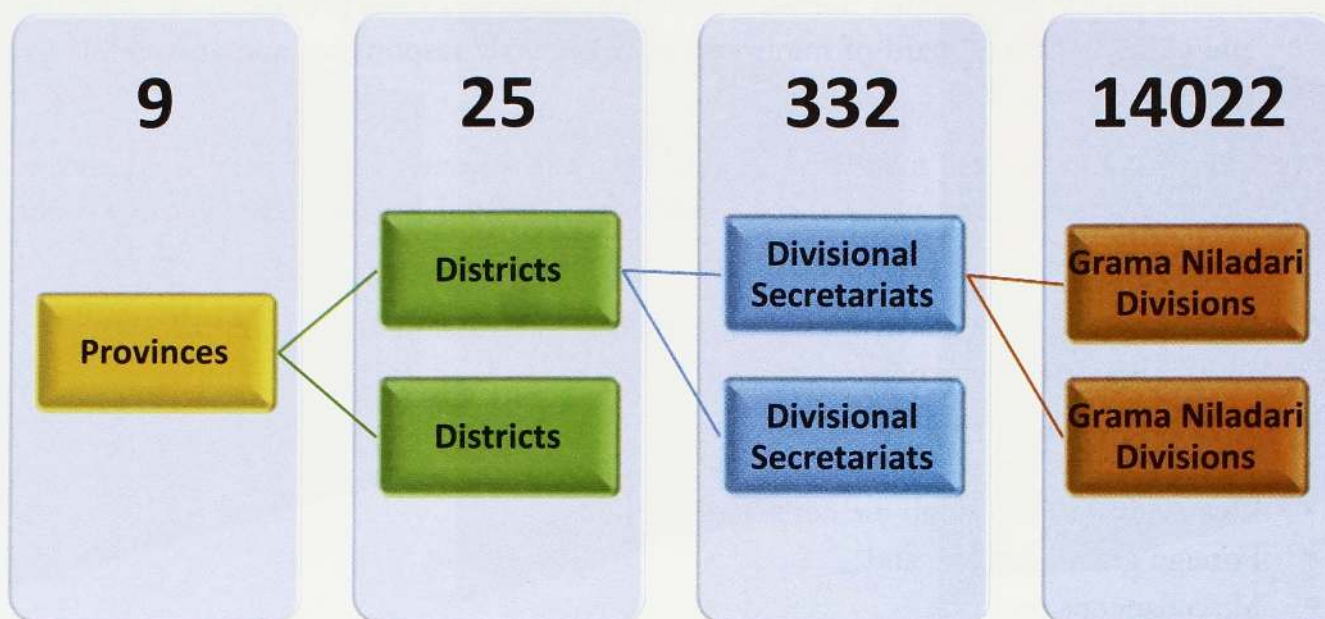 9
25
332
14022
Provinces
Districts
Districts
Divisional
Secretariats
Divisional
Secretariats
Grama Niladari
Divisions
Grama Niladari
Divisions